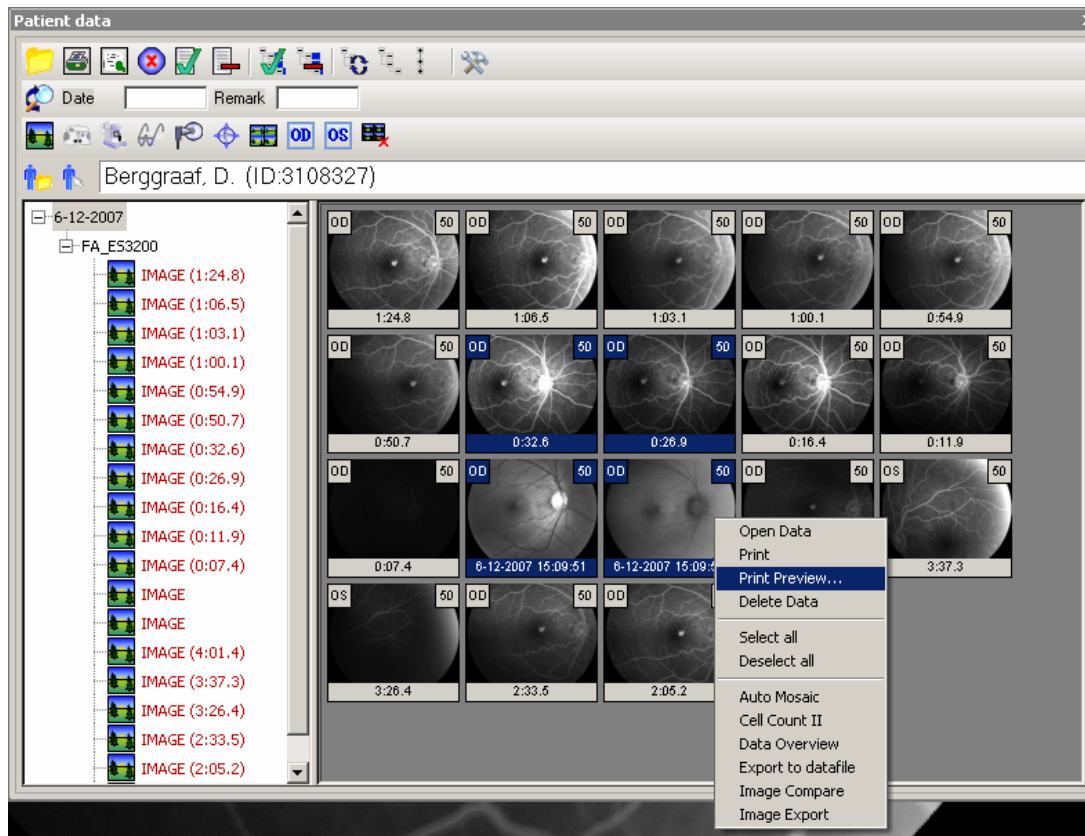 Patient data
Date Remark
OD OS
Berggraaf, D. (ID:3108327)
6-12-2007
FA_ES3200
IMAGE (1:24.8)
IMAGE (1:06.5)
IMAGE (1:03.1)
IMAGE (1:00.1)
IMAGE (0:54.9)
IMAGE (0:50.7)
IMAGE (0:32.6)
IMAGE (0:26.9)
IMAGE (0:16.4)
IMAGE (0:11.9)
IMAGE (0:07.4)
IMAGE
IMAGE
IMAGE (4:01.4)
IMAGE (3:37.3)
IMAGE (3:26.4)
IMAGE (2:33.5)
IMAGE (2:05.2)
OD 50 OD 50 OD 50 OD 50 OD 50
1:24.8 1:06.5 1:03.1 1:00.1 0:54.9
OD 50 OD 50 OD 50 OD 50 OD 50
0:50.7 0:32.6 0:26.9 0:16.4 0:11.9
OD 50 OD 50 OD 50 OD 50 OS 50
0:07.4 6-12-2007 15:09:51 6-12-2007 3:37.3
OS 50 OD 50 OD
3:26.4 2:33.5 2:05.2
Open Data
Print
Print Preview...
Delete Data
Select all
Deselect all
Auto Mosaic
Cell Count II
Data Overview
Export to datafile
Image Compare
Image Export